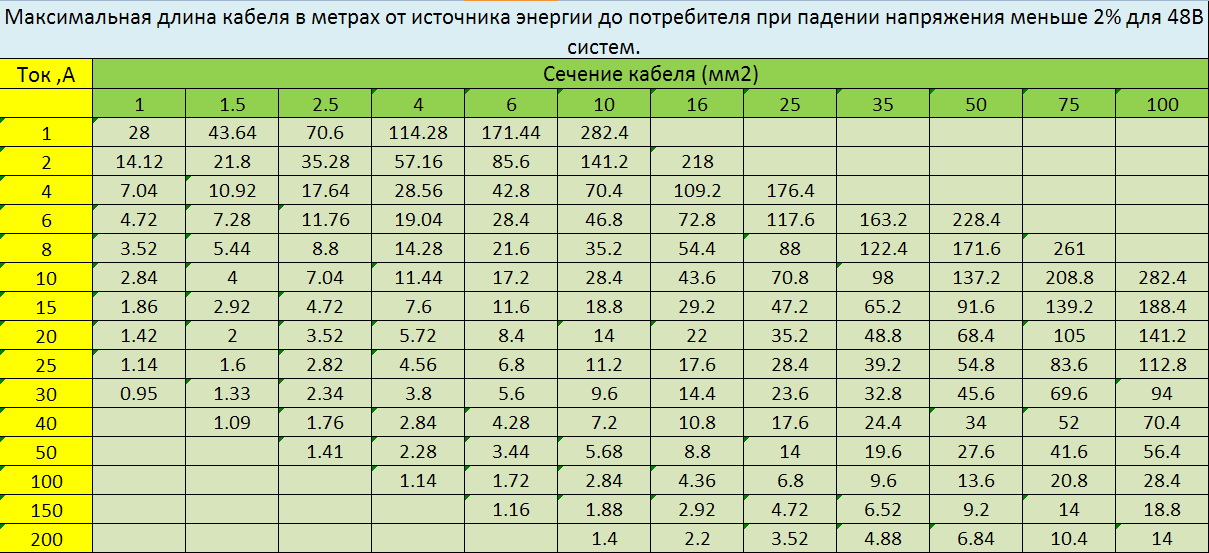 Максимальная длина кабеля в метрах от источника энергии до потребителя при падении напряжения меньше 2% для 48В
систем.
Ток ,А Сечение кабеля (мм2)
1 1.5 2.5 4 6 10 16 25 35 50 75 100
1 28 43.64 70.6 114.28 171.44 282.4
2 14.12 21.8 35.28 57.16 85.6 141.2 218
4 7.04 10.92 17.64 28.56 42.8 70.4 109.2 176.4
6 4.72 7.28 11.76 19.04 28.4 46.8 72.8 117.6 163.2 228.4
8 3.52 5.44 8.8 14.28 21.6 35.2 54.4 88 122.4 171.6 261
10 2.84 4 7.04 11.44 17.2 28.4 43.6 70.8 98 137.2 208.8 282.4
15 1.86 2.92 4.72 7.6 11.6 18.8 29.2 47.2 65.2 91.6 139.2 188.4
20 1.42 2 3.52 5.72 8.4 14 22 35.2 48.8 68.4 105 141.2
25 1.14 1.6 2.82 4.56 6.8 11.2 17.6 28.4 39.2 54.8 83.6 112.8
30 0.95 1.33 2.34 3.8 5.6 9.6 14.4 23.6 32.8 45.6 69.6 94
40 1.09 1.76 2.84 4.28 7.2 10.8 17.6 24.4 34 52 70.4
50 1.41 2.28 3.44 5.68 8.8 14 19.6 27.6 41.6 56.4
100 1.14 1.72 2.84 4.36 6.8 9.6 13.6 20.8 28.4
150 1.16 1.88 2.92 4.72 6.52 9.2 14 18.8
200 1.4 2.2 3.52 4.88 6.84 10.4 14